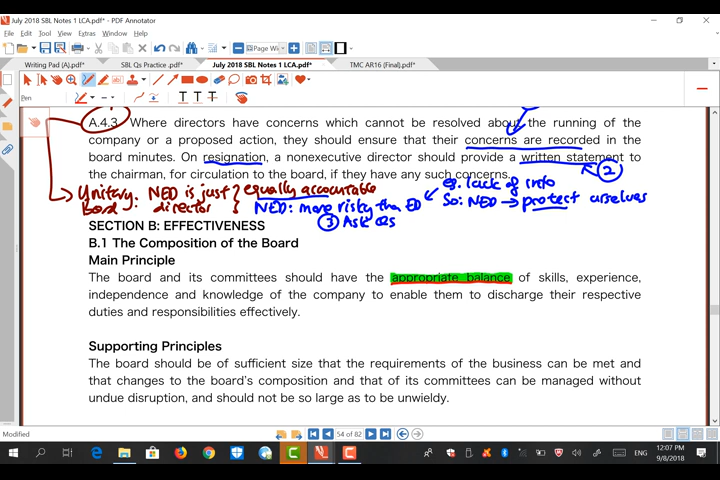 July 2018 SBL Notes 1 LCA.pdf* - PDF Annotator
File Edit Tools Extras Window Help
Page Wi
Writing Pad (A).pdf* SBL Qs Practice .pdf* July 2018 SBL Notes 1 LCA.pdf* TMC AR16 (Final).pdf*
Pen
A.4.3 Where directors have concerns which cannot be resolved about the running of the
company or a proposed action, they should ensure that their concerns are recorded in the
board minutes. On resignation, a nonexecutive director should provide a written statement to
the chairman, for circulation to the board, if they have any such concerns.
2
Unitary Board: NED is just director } equally accountable
NED: more risky than ED
eg. lack of info
So: NED → protect ourselves
3 Ask Qs
SECTION B: EFFECTIVENESS
B.1 The Composition of the Board
Main Principle
The board and its committees should have the appropriate balance of skills, experience,
independence and knowledge of the company to enable them to discharge their respective
duties and responsibilities effectively.
Supporting Principles
The board should be of sufficient size that the requirements of the business can be met and
that changes to the board's composition and that of its committees can be managed without
undue disruption, and should not be so large as to be unwieldy.
Modified
54 of 82
12:07 PM
9/8/2018